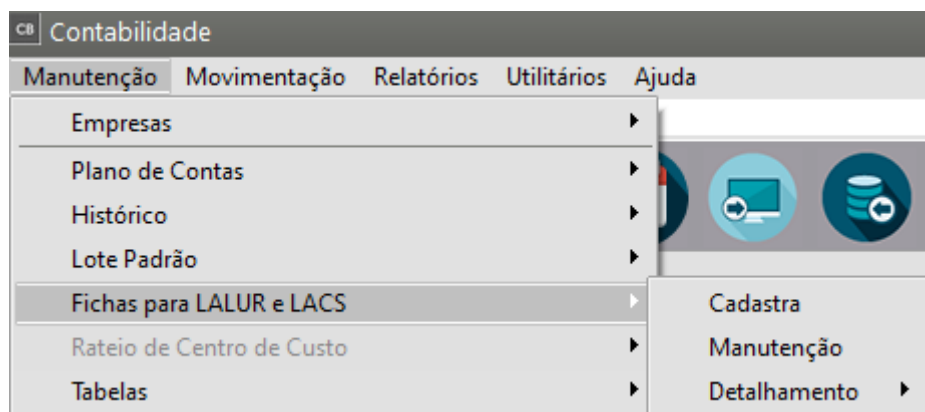 CB Contabilidade
Manutenção Movimentação Relatórios Utilitários Ajuda
Empresas
Plano de Contas
Histórico
Lote Padrão
Fichas para LALUR e LACS
Rateio de Centro de Custo
Tabelas
Cadastra
Manutenção
Detalhamento